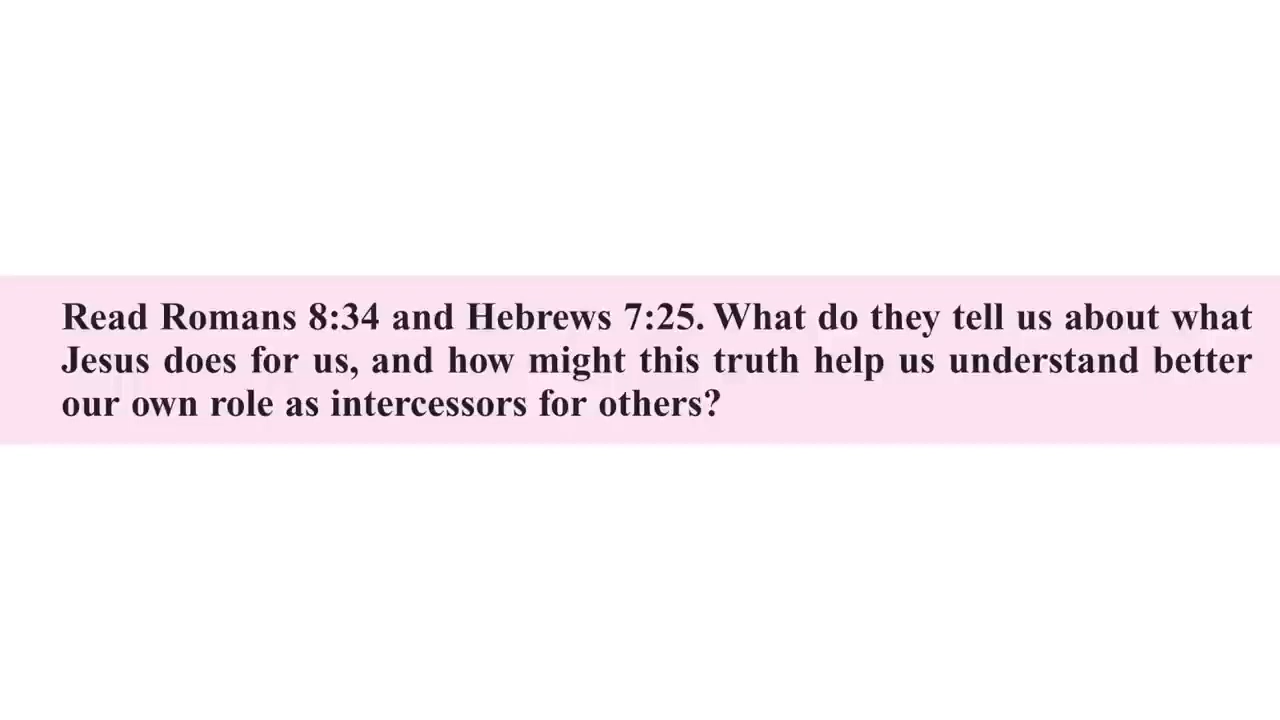 Read Romans 8:34 and Hebrews 7:25. What do they tell us about what
Jesus does for us, and how might this truth help us understand better
our own role as intercessors for others?